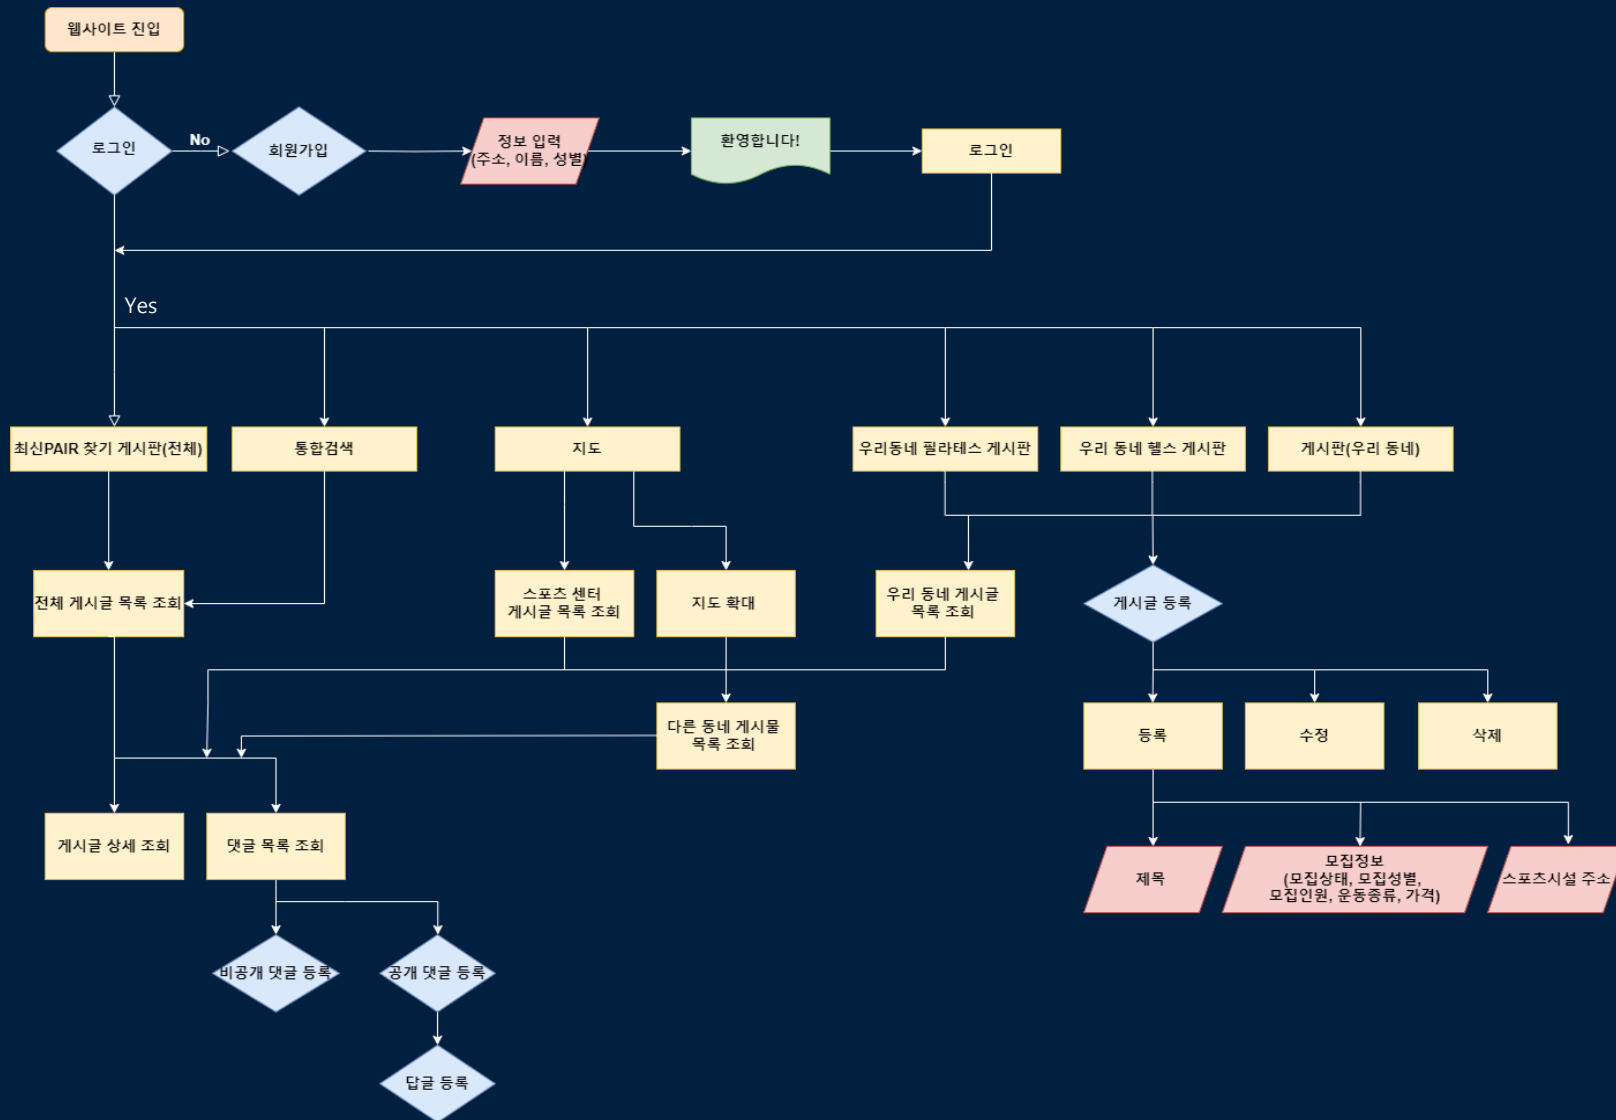 웹사이트 진입
로그인
No
회원가입
정보 입력
(주소, 이름, 성별)
환영합니다!
로그인
Yes
최신PAIR 찾기 게시판(전체)
통합검색
지도
우리동네 필라테스 게시판
우리 동네 헬스 게시판
게시판(우리 동네)
전체 게시글 목록 조회
스포츠 센터
게시글 목록 조회
지도 확대
우리 동네 게시글
목록 조회
게시글 등록
다른 동네 게시물
목록 조회
등록
수정
삭제
게시글 상세 조회
댓글 목록 조회
제목
모집정보
(모집상태, 모집성별,
모집인원, 운동종류, 가격)
스포츠시설 주소
비공개 댓글 등록
공개 댓글 등록
답글 등록